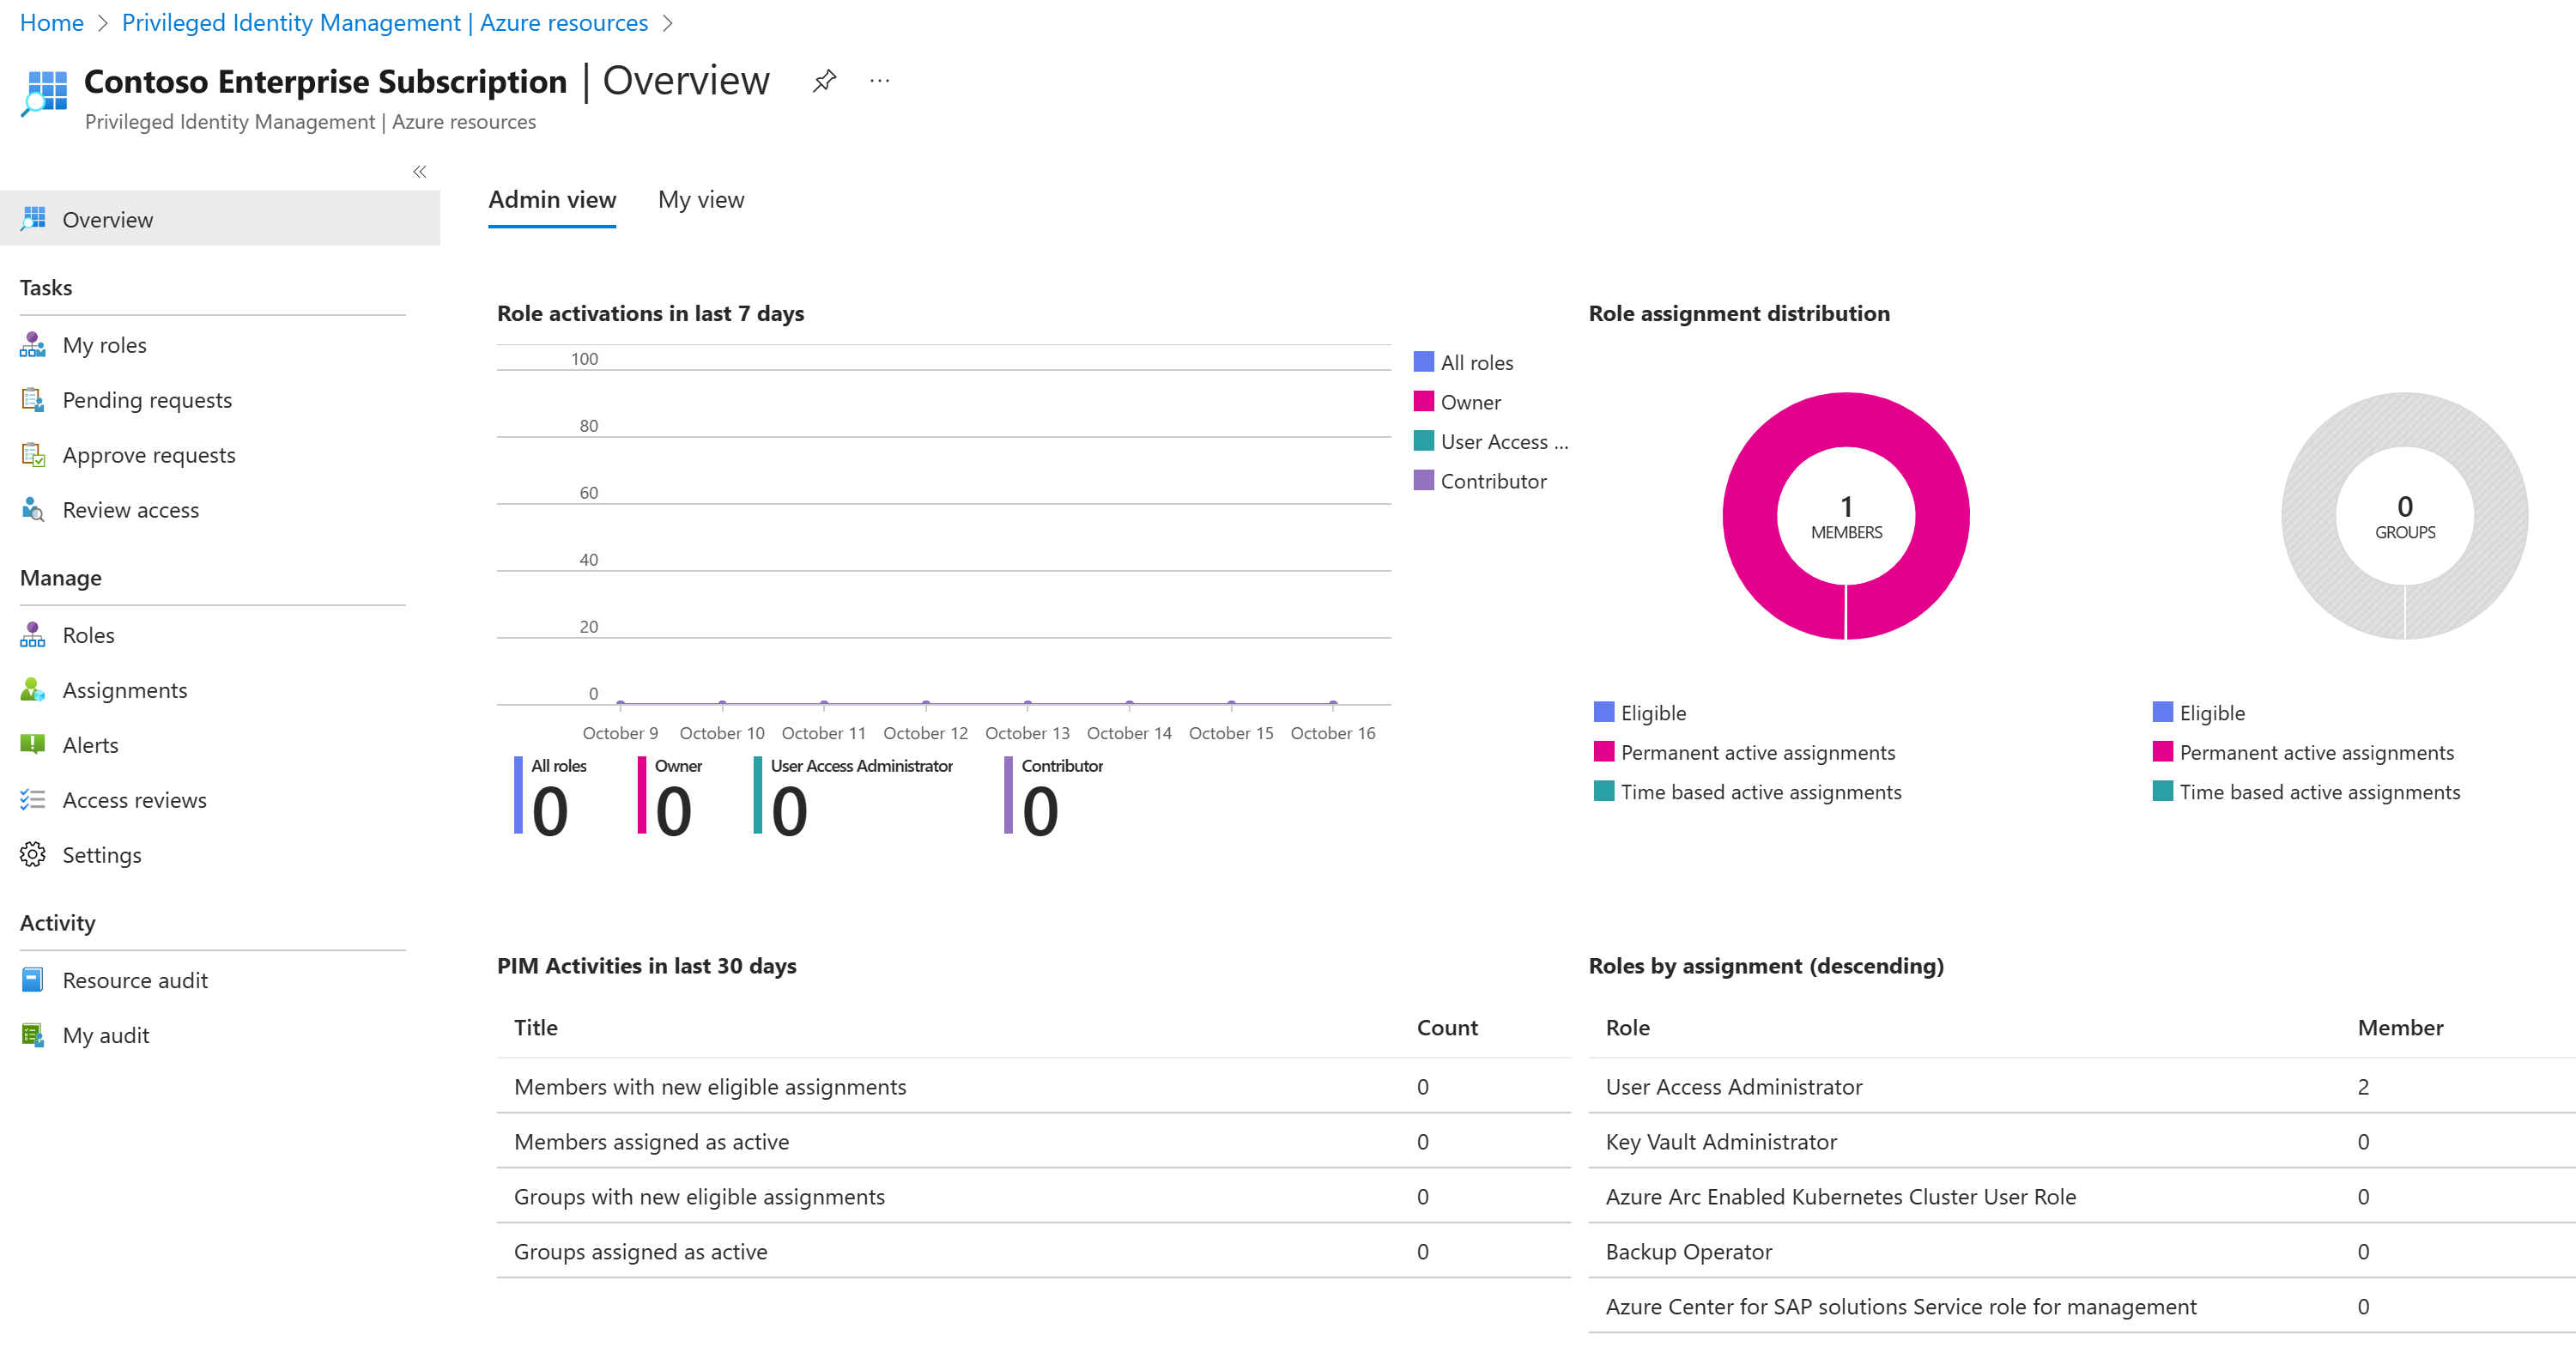 Home > Privileged Identity Management | Azure resources >
Contoso Enterprise Subscription | Overview ...
Privileged Identity Management | Azure resources
«
Overview
Tasks
My roles
Pending requests
Approve requests
Review access
Manage
Roles
Assignments
Alerts
Access reviews
Settings
Activity
Resource audit
My audit
Admin view My view
Role activations in last 7 days
100
80
60
40
20
0
October 9 October 10 October 11 October 12 October 13 October 14 October 15 October 16
All roles
Owner
User Access ...
Contributor
All roles Owner User Access Administrator Contributor
0 0 0 0
Role assignment distribution
1
MEMBERS
Eligible
Permanent active assignments
Time based active assignments
0
GROUPS
Eligible
Permanent active assignments
Time based active assignments
PIM Activities in last 30 days
Title Count
Members with new eligible assignments 0
Members assigned as active 0
Groups with new eligible assignments 0
Groups assigned as active 0
Roles by assignment (descending)
Role Member
User Access Administrator 2
Key Vault Administrator 0
Azure Arc Enabled Kubernetes Cluster User Role 0
Backup Operator 0
Azure Center for SAP solutions Service role for management 0